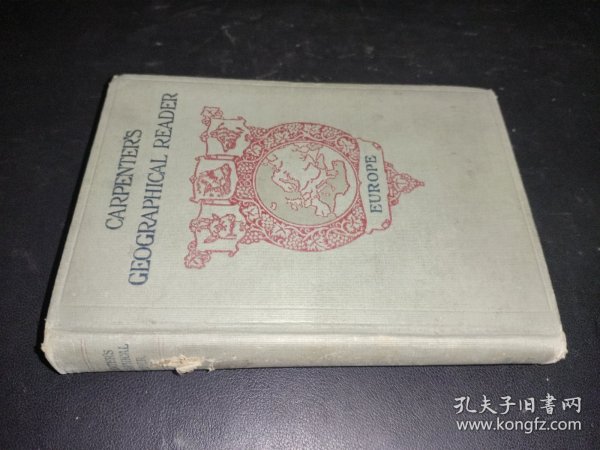 CARPENTER'S
GEOGRAPHICAL READER
EUROPE
孔夫子旧书网
www.kongfz.com